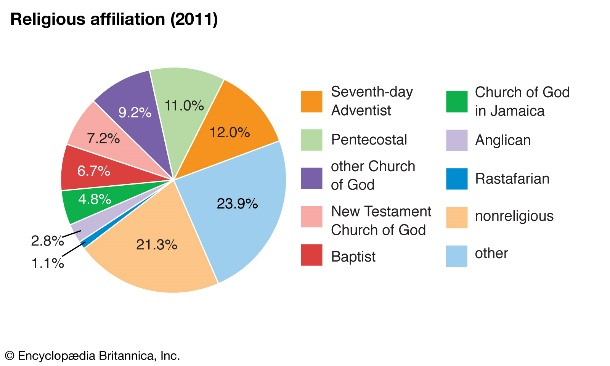 Religious affiliation (2011)
11.0%
12.0%
9.2%
7.2%
6.7%
4.8%
2.8%
1.1%
21.3%
23.9%
Seventh-day
Adventist
Pentecostal
other Church
of God
New Testament
Church of God
Baptist
Church of God
in Jamaica
Anglican
Rastafarian
nonreligious
other
© Encyclopædia Britannica, Inc.